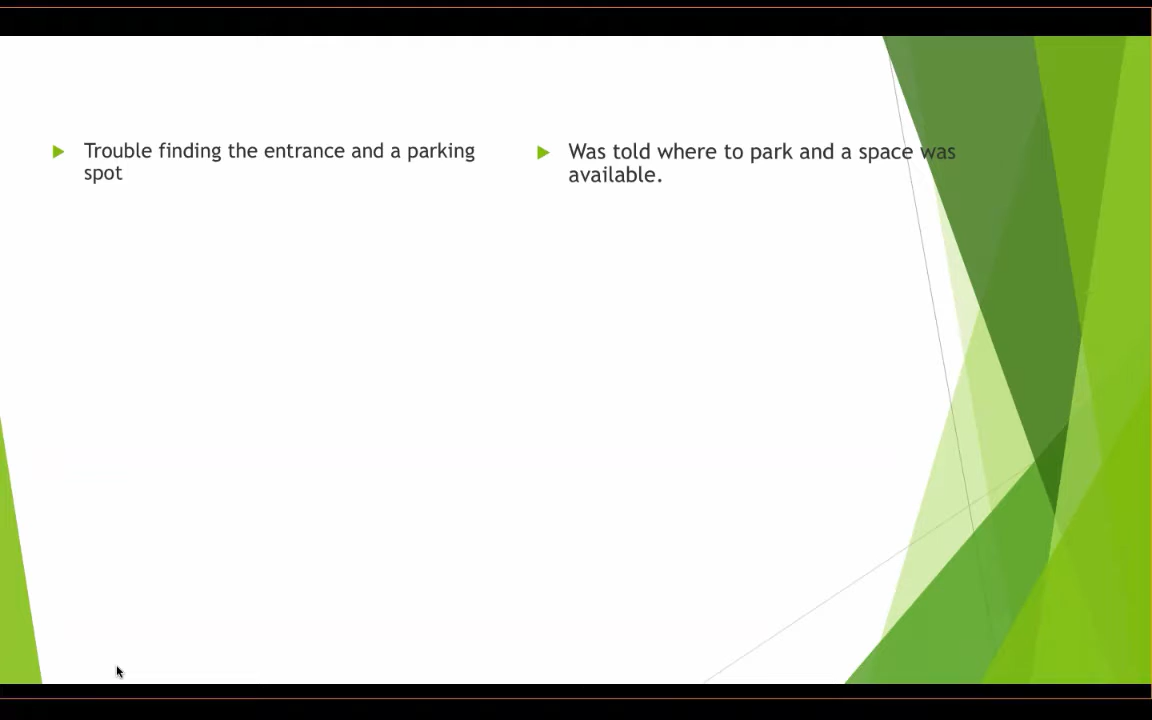 Trouble finding the entrance and a parking
spot
Was told where to park and a space was
available.